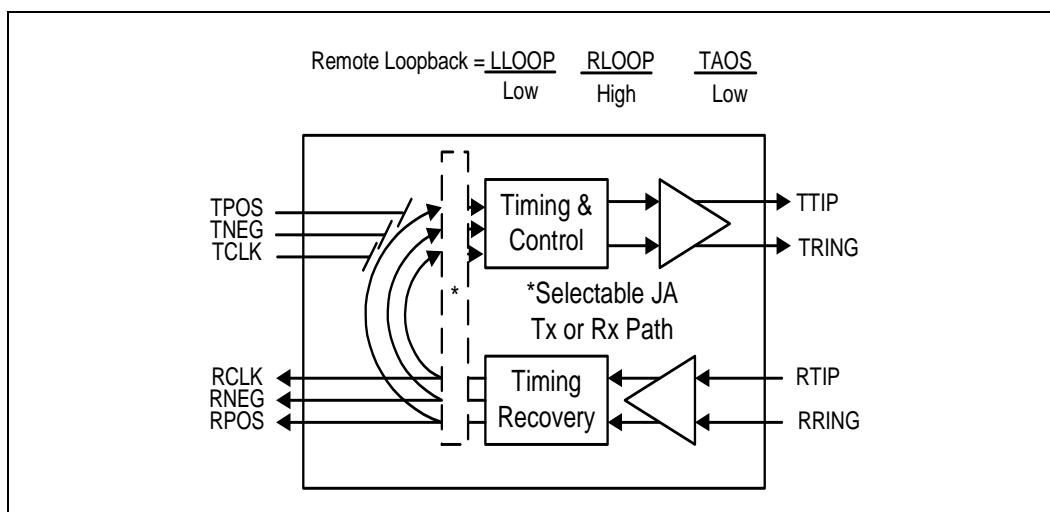 Remote Loopback = LLOOP RLOOP TAOS
Low High Low
TPOS
TNEG
TCLK
Timing &
Control
TTIP
TRING
*
*Selectable JA
Tx or Rx Path
RCLK
RNEG
RPOS
Timing
Recovery
RTIP
RRING